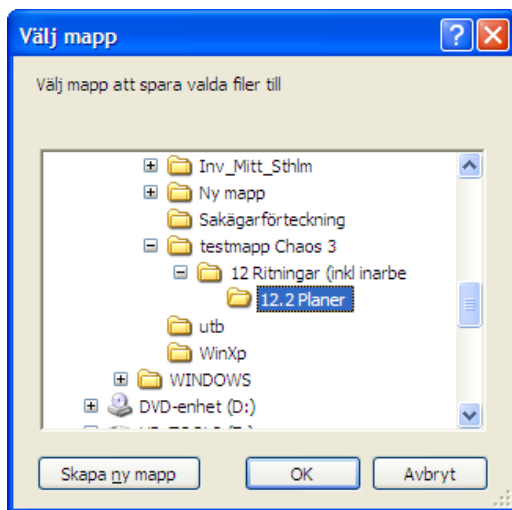 Välj mapp
Välj mapp att spara valda filer till
Inv_Mitt_Sthlm
Ny mapp
Sakägarförteckning
testmapp Chaos 3
12 Ritningar (inkl inarbe
12.2 Planer
utb
WinXp
WINDOWS
DVD-enhet (D:)
Skapa ny mapp
OK
Avbryt